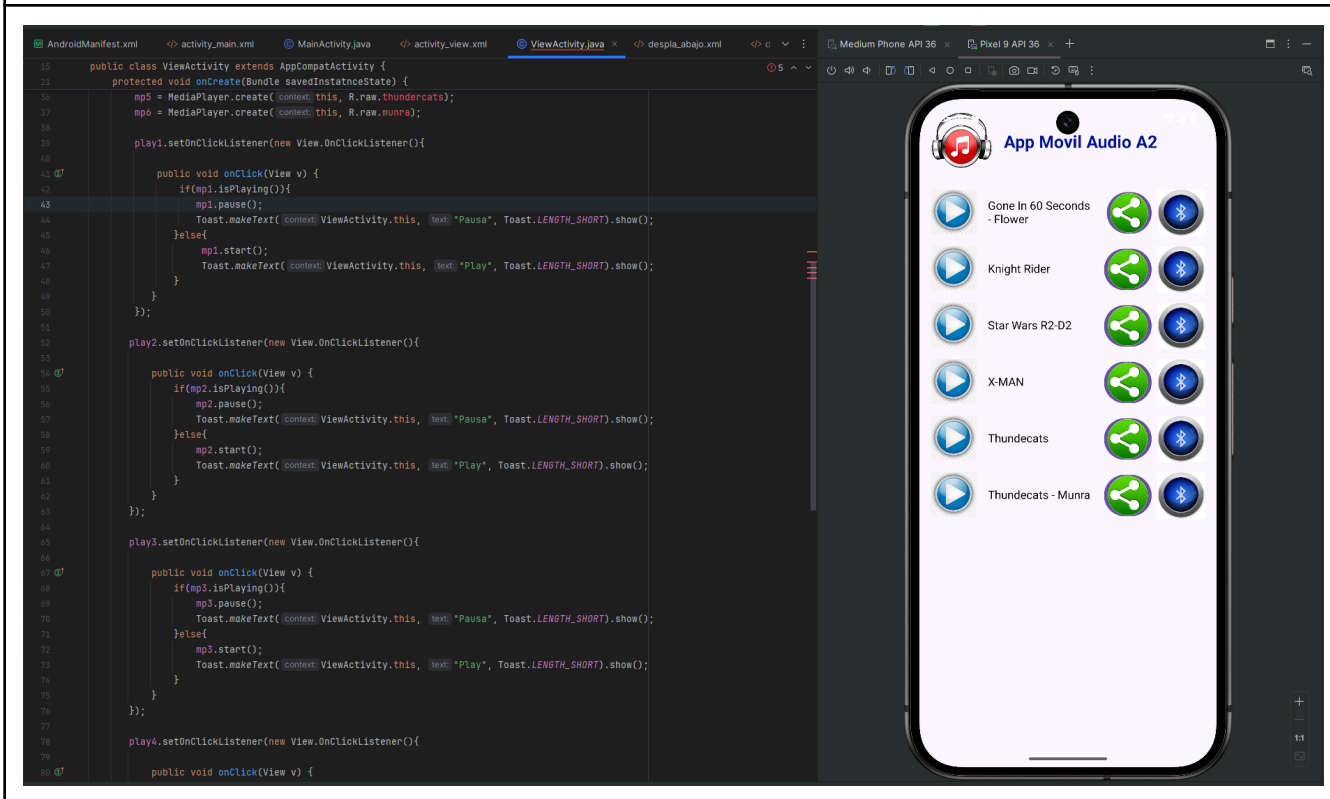 AndroidManifest.xml activity_main.xml MainActivity.java activity_view.xml ViewActivity.java despla_abajo.xml
Medium Phone API 36 Pixel 9 API 36
15 public class ViewActivity extends AppCompatActivity {
5
21 protected void onCreate(Bundle savedInstatnceState) {
36 mp5 = MediaPlayer.create( context: this, R.raw.thundercats);
37 mp6 = MediaPlayer.create( context: this, R.raw.munra);
38
39 play1.setOnClickListener(new View.OnClickListener(){
40
41 public void onClick(View v) {
42 if(mp1.isPlaying()){
43 mp1.pause();
44 Toast.makeText( context: ViewActivity.this, text: "Pausa", Toast.LENGTH_SHORT).show();
45 }else{
46 mp1.start();
47 Toast.makeText( context: ViewActivity.this, text: "Play", Toast.LENGTH_SHORT).show();
48 }
49 }
50 });
51
52 play2.setOnClickListener(new View.OnClickListener(){
53
54 public void onClick(View v) {
55 if(mp2.isPlaying()){
56 mp2.pause();
57 Toast.makeText( context: ViewActivity.this, text: "Pausa", Toast.LENGTH_SHORT).show();
58 }else{
59 mp2.start();
60 Toast.makeText( context: ViewActivity.this, text: "Play", Toast.LENGTH_SHORT).show();
61 }
62 }
63 });
64
65 play3.setOnClickListener(new View.OnClickListener(){
66
67 public void onClick(View v) {
68 if(mp3.isPlaying()){
69 mp3.pause();
70 Toast.makeText( context: ViewActivity.this, text: "Pausa", Toast.LENGTH_SHORT).show();
71 }else{
72 mp3.start();
73 Toast.makeText( context: ViewActivity.this, text: "Play", Toast.LENGTH_SHORT).show();
74 }
75 }
76 });
77
78 play4.setOnClickListener(new View.OnClickListener(){
79
80 public void onClick(View v) {
App Movil Audio A2
Gone In 60 Seconds
- Flower
Knight Rider
Star Wars R2-D2
X-MAN
Thundecats
Thundecats - Munra
1:1